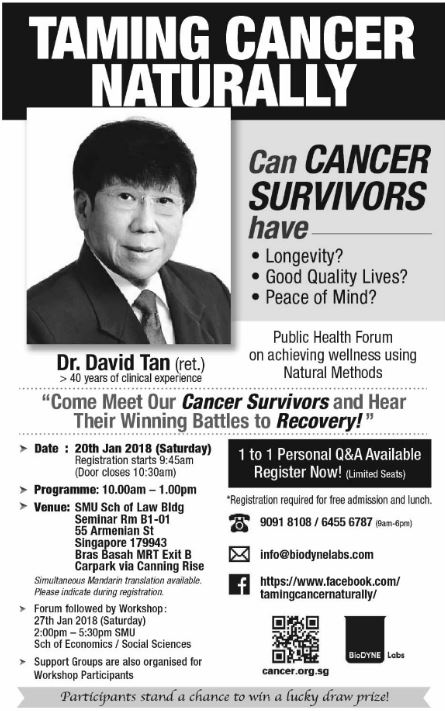 TAMING CANCER
NATURALLY
Can CANCER
SURVIVORS
have
• Longevity?
• Good Quality Lives?
• Peace of Mind?
Public Health Forum
on achieving wellness using
Natural Methods
Dr. David Tan (ret.)
> 40 years of clinical experience
“Come Meet Our Cancer Survivors and Hear
Their Winning Battles to Recovery!”
➤ Date : 20th Jan 2018 (Saturday)
Registration starts 9:45am
(Door closes 10:30am)
➤ Programme: 10.00am – 1.00pm
➤ Venue: SMU Sch of Law Bldg
Seminar Rm B1-01
55 Armenian St
Singapore 179943
Bras Basah MRT Exit B
Carpark via Canning Rise
Simultaneous Mandarin translation available.
Please indicate during registration.
➤ Forum followed by Workshop:
27th Jan 2018 (Saturday)
2:00pm – 5:30pm SMU
Sch of Economics / Social Sciences
➤ Support Groups are also organised for
Workshop Participants
1 to 1 Personal Q&A Available
Register Now! (Limited Seats)
*Registration required for free admission and lunch.
9091 8108 / 6455 6787 (9am-6pm)
info@biodynelabs.com
https://www.facebook.com/
tamingcancernaturally/
cancer.org.sg
BioDYNE Labs
Participants stand a chance to win a lucky draw prize!